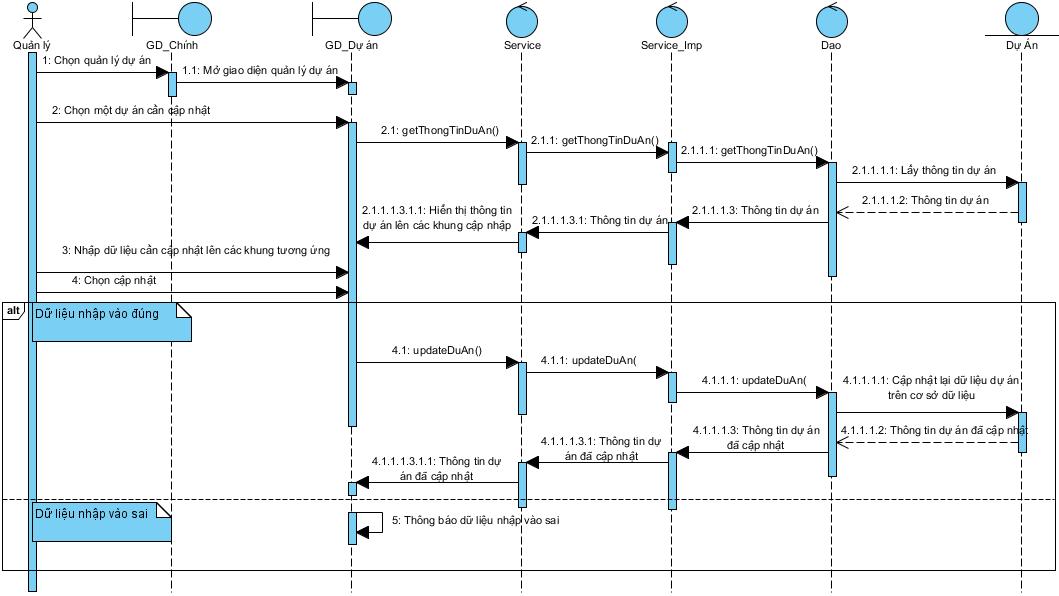 Quản lý
GD_Chính
GD_Dự án
Service
Service_Imp
Dao
Dự Án
1: Chọn quản lý dự án
1.1: Mở giao diện quản lý dự án
2: Chọn một dự án cần cập nhật
2.1: getThongTinDuAn()
2.1.1: getThongTinDuAn()
2.1.1.1: getThongTinDuAn()
2.1.1.1.1: Lấy thông tin dự án
2.1.1.1.2: Thông tin dự án
2.1.1.1.3: Thông tin dự án
2.1.1.1.3.1: Thông tin dự án
2.1.1.1.3.1.1: Hiển thị thông tin
dự án lên các khung cập nhập
3: Nhập dữ liệu cần cập nhật lên các khung tương ứng
4: Chọn cập nhật
alt
Dữ liệu nhập vào đúng
4.1: updateDuAn()
4.1.1: updateDuAn(
4.1.1.1: updateDuAn(
4.1.1.1.1: Cập nhật lại dữ liệu dự án
trên cơ sở dữ liệu
4.1.1.1.2: Thông tin dự án đã cập nhật
4.1.1.1.3: Thông tin dự án
đã cập nhật
4.1.1.1.3.1: Thông tin dự
án đã cập nhật
4.1.1.1.3.1.1: Thông tin dự
án đã cập nhật
Dữ liệu nhập vào sai
5: Thông báo dữ liệu nhập vào sai